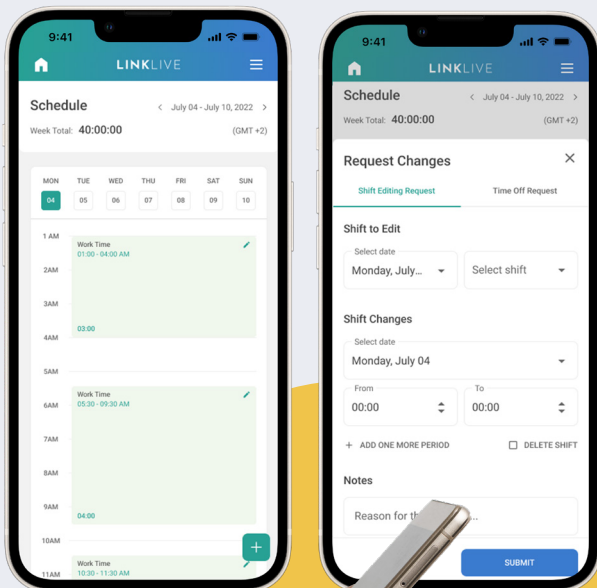 9:41
LINKLIVE
Schedule
< July 04 - July 10, 2022 >
Week Total: 40:00:00
(GMT +2)
MON TUE WED THU FRI SAT SUN
04 05 06 07 08 09 10
1 AM
Work Time
01:00 - 04:00 AM
2AM
3AM
03:00
4AM
5AM
Work Time
05:30 - 09:30 AM
6AM
7AM
8AM
9AM
04:00
10AM
+
Work Time
11AM
10:30 - 11:30 AM
9:41
LINKLIVE
Schedule
< July 04 - July 10, 2022 >
Week Total: 40:00:00
(GMT +2)
Request Changes
Shift Editing Request
Time Off Request
Shift to Edit
Select date
Monday, July...
Select shift
Shift Changes
Select date
Monday, July 04
From
To
00:00
00:00
+ ADD ONE MORE PERIOD
DELETE SHIFT
Notes
Reason for
...
SUBMIT